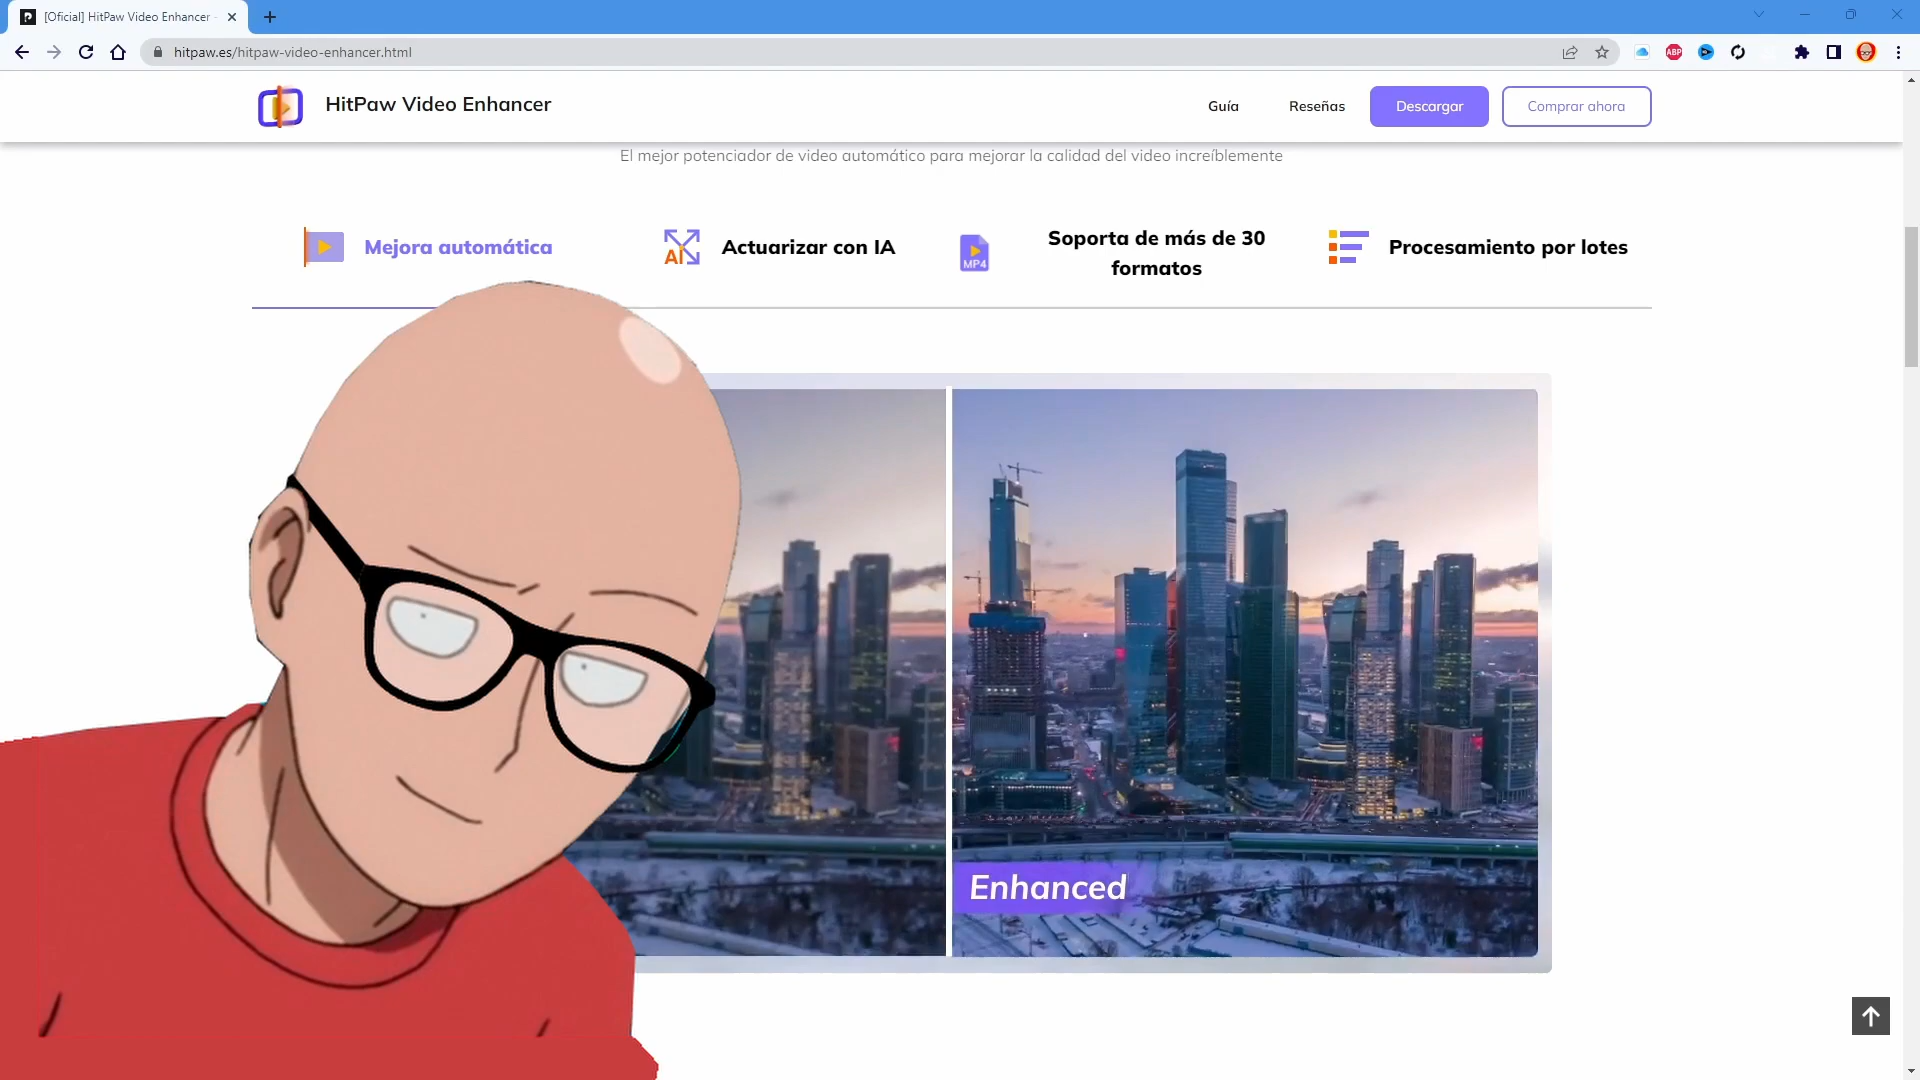 [Oficial] HitPaw Video Enhancer -
hitpaw.es/hitpaw-video-enhancer.html
ABP
HitPaw Video Enhancer
Guía
Reseñas
Descargar
Comprar ahora
El mejor potenciador de video automático para mejorar la calidad del video increíblemente
Mejora automática
AI
Actuarizar con IA
MP4
Soporta de más de 30
formatos
Procesamiento por lotes
Enhanced